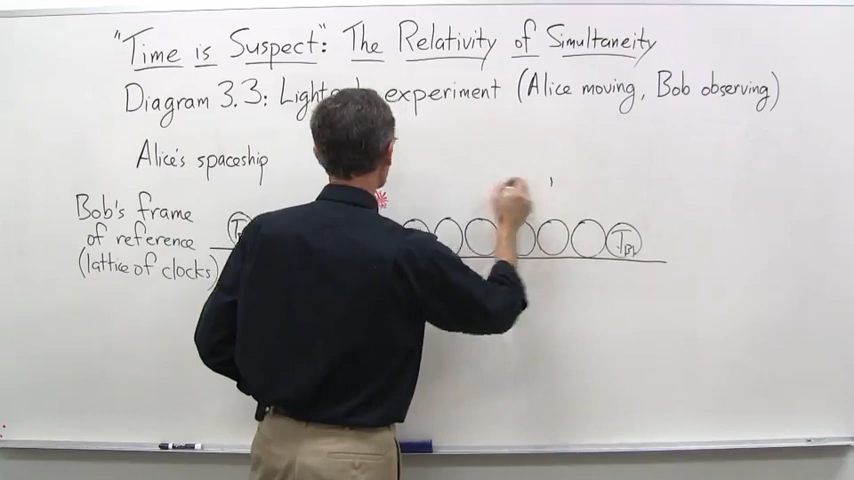 "Time is Suspect": The Relativity of Simultaneity
Diagram 3.3: Light experiment (Alice moving, Bob observing)
Alice's spaceship
Bob's frame
of reference
(lattice of clocks)